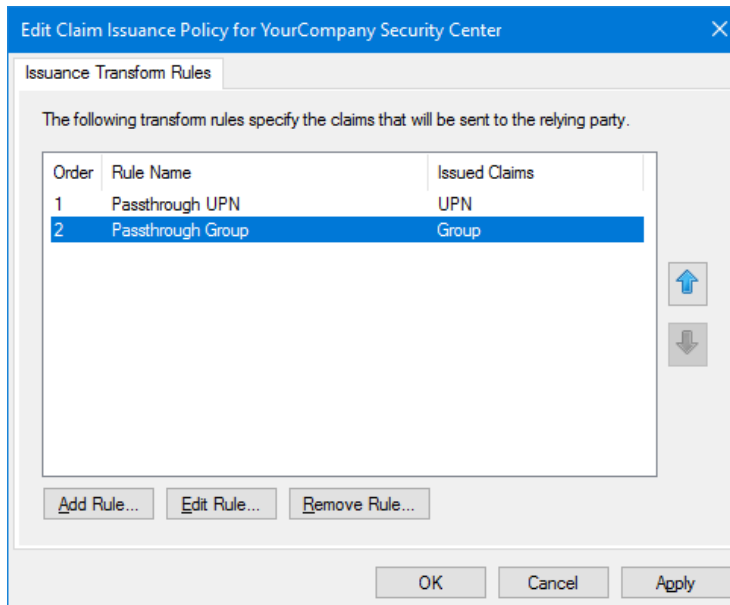 Edit Claim Issuance Policy for YourCompany Security Center
Issuance Transform Rules
The following transform rules specify the claims that will be sent to the relying party.
Order Rule Name Issued Claims
1 Passthrough UPN UPN
2 Passthrough Group Group
Add Rule... Edit Rule... Remove Rule...
OK Cancel Apply